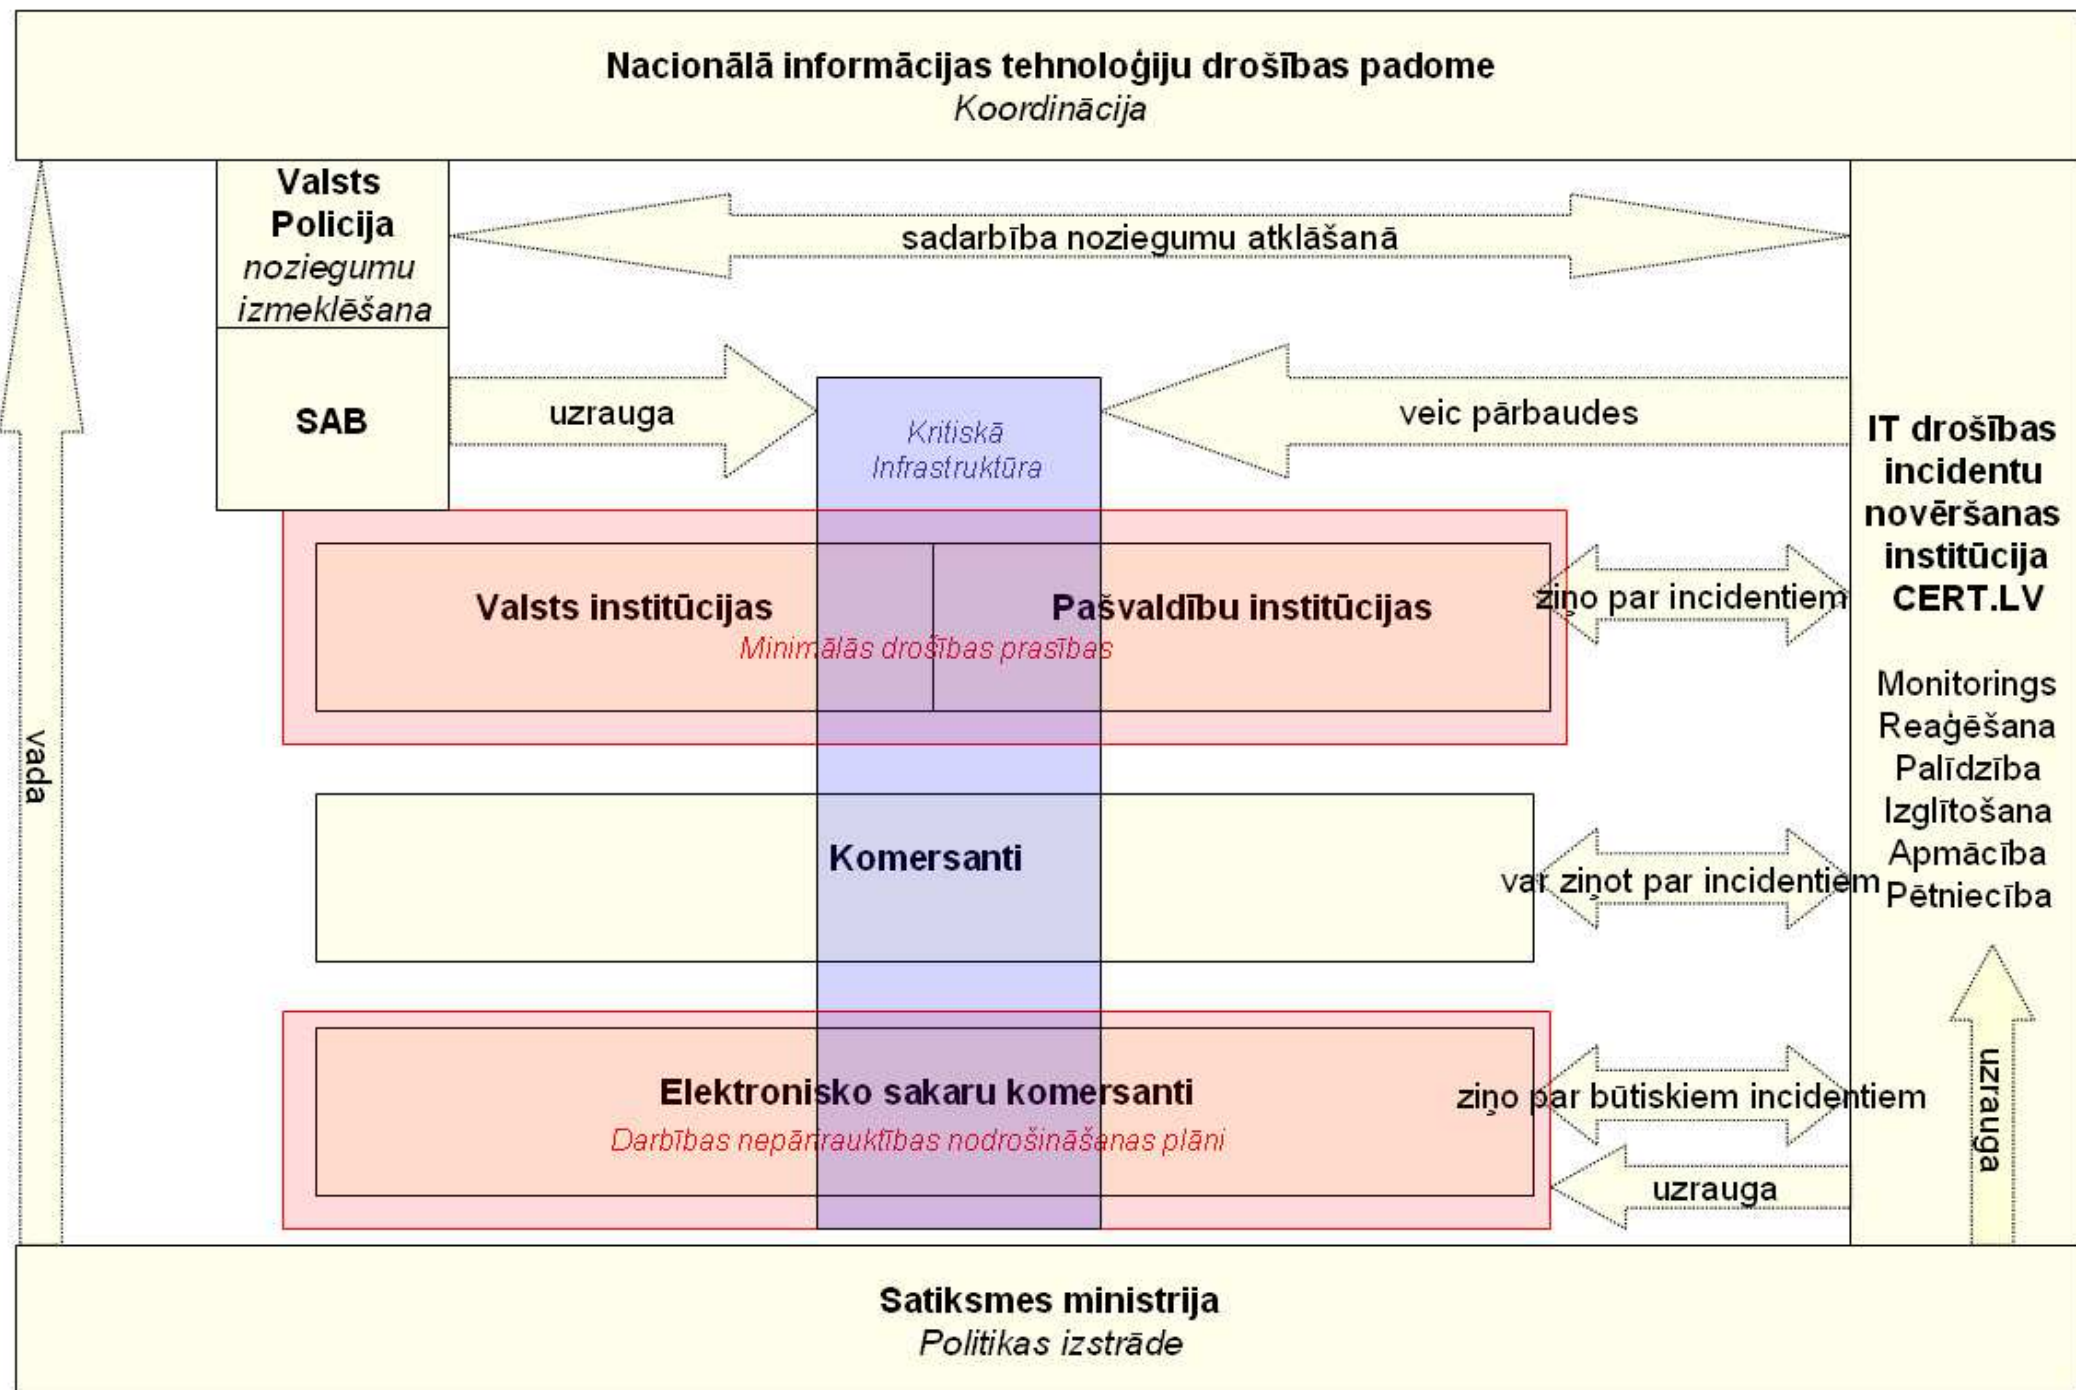 Nacionālā informācijas tehnoloģiju drošības padome
Koordinācija
Valsts
Policija
noziegumu
izmeklēšana
sadarbība noziegumu atklāšanā
SAB
uzrauga
Kritiskā
Infrastruktūra
veic pārbaudes
IT drošības
incidentu
novēršanas
institūcija
CERT.LV
Monitorings
Reaģēšana
Palīdzība
Izglītošana
Apmācība
Pētniecība
Valsts institūcijas
Pašvaldību institūcijas
Minimālās drošības prasības
ziņo par incidentiem
vada
Komersanti
var ziņot par incidentiem
Elektronisko sakaru komersanti
Darbības nepārtrauktības nodrošināšanas plāni
ziņo par būtiskiem incidentiem
uzrauga
uzrauga
Satiksmes ministrija
Politikas izstrāde